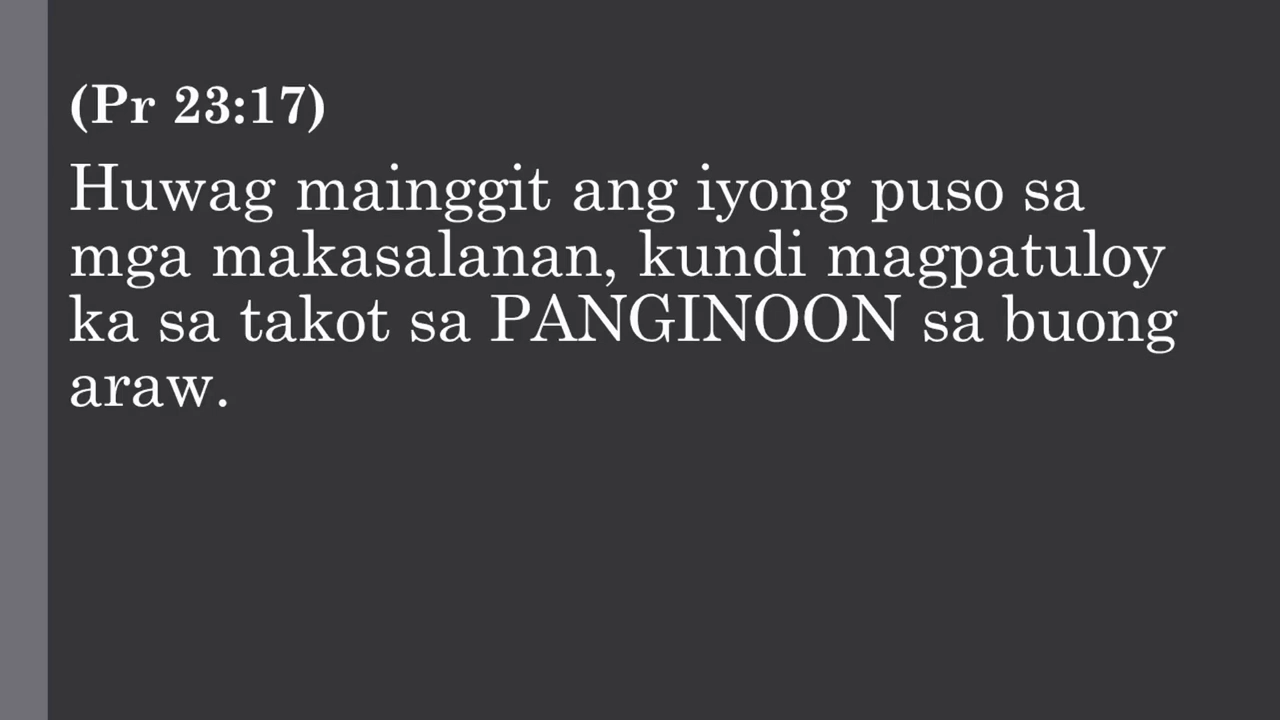 (Pr 23:17)
Huwag mainggit ang iyong puso sa
mga makasalanan, kundi magpatuloy
ka sa takot sa PANGINOON sa buong
araw.